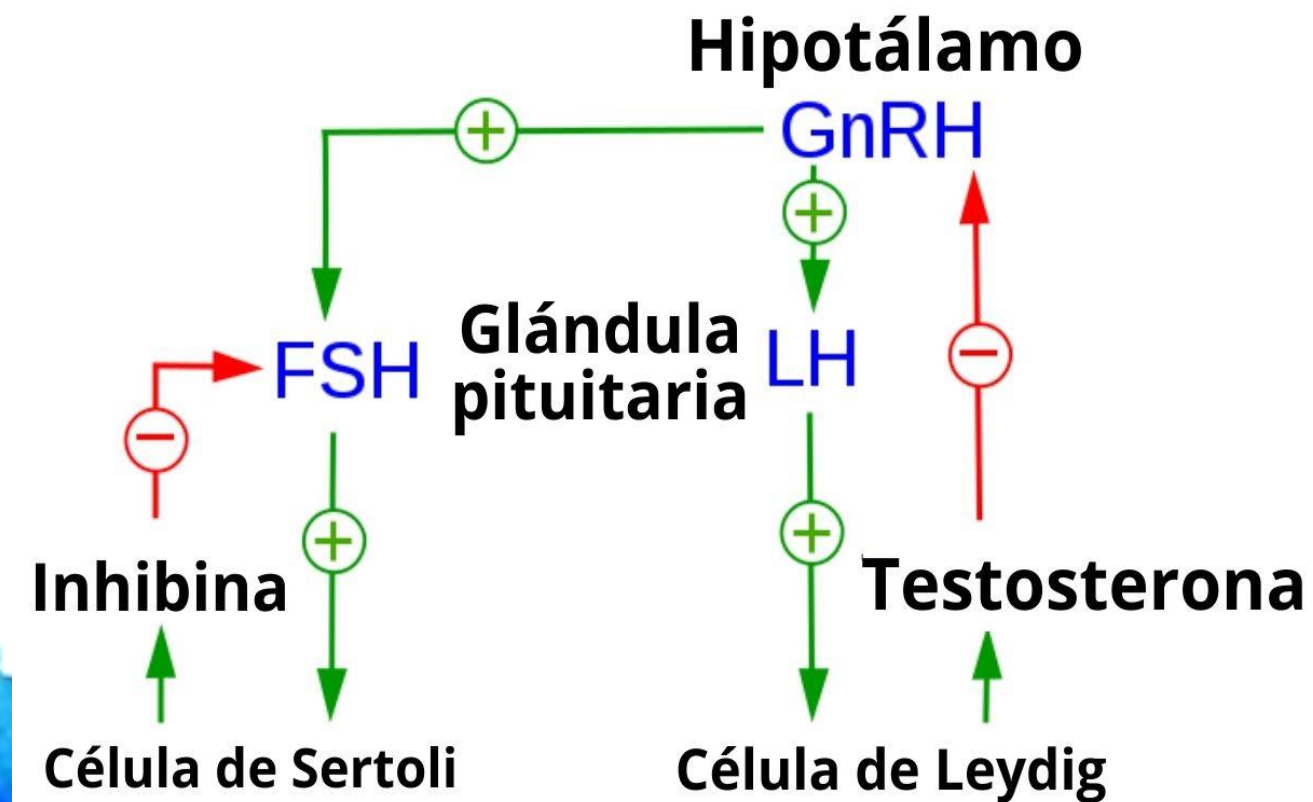 Hipotálamo
+
GnRH
+
Glándula
pituitaria
FSH
LH
−
−
+
+
Inhibina
Testosterona
Célula de Sertoli
Célula de Leydig